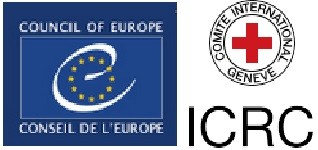 COUNCIL OF EUROPE
CONSEIL DE L'EUROPE
COMITE INTERNATIONAL
GENEVE
ICRC